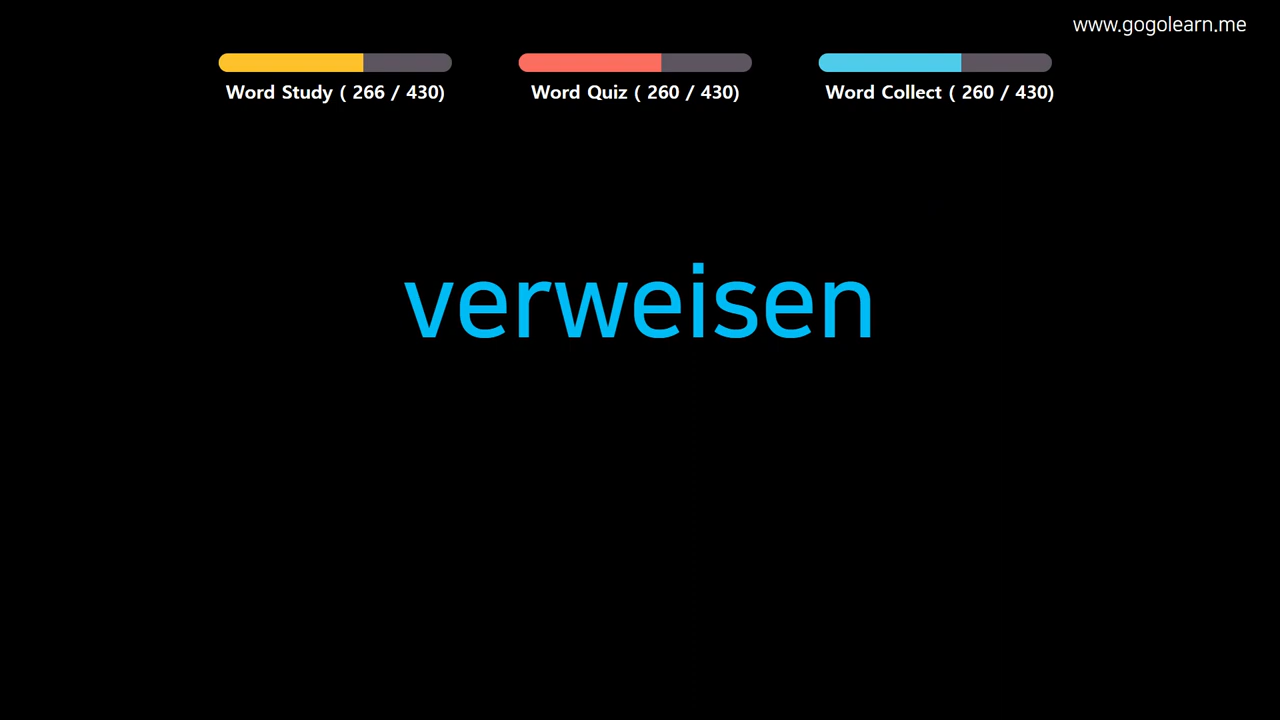 www.gogolearn.me
Word Study ( 266 / 430)
Word Quiz ( 260 / 430)
Word Collect ( 260 / 430)
verweisen